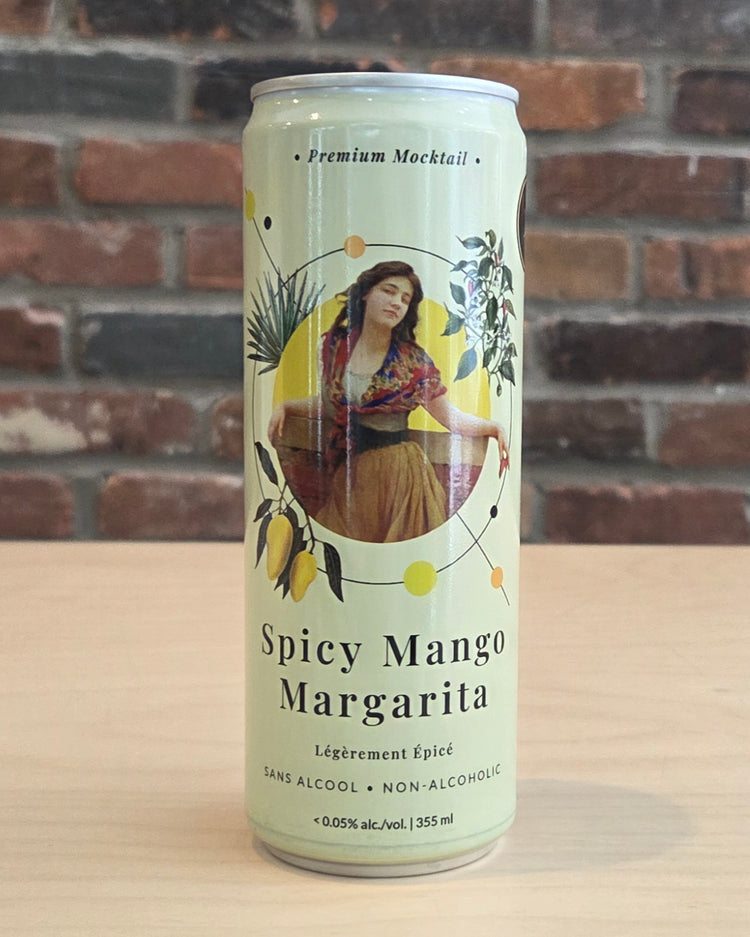 • Premium Mocktail •
Spicy Mango
Margarita
Légèrement Épicé
SANS ALCOOL • NON-ALCOHOLIC
< 0.05% alc./vol. | 355 ml